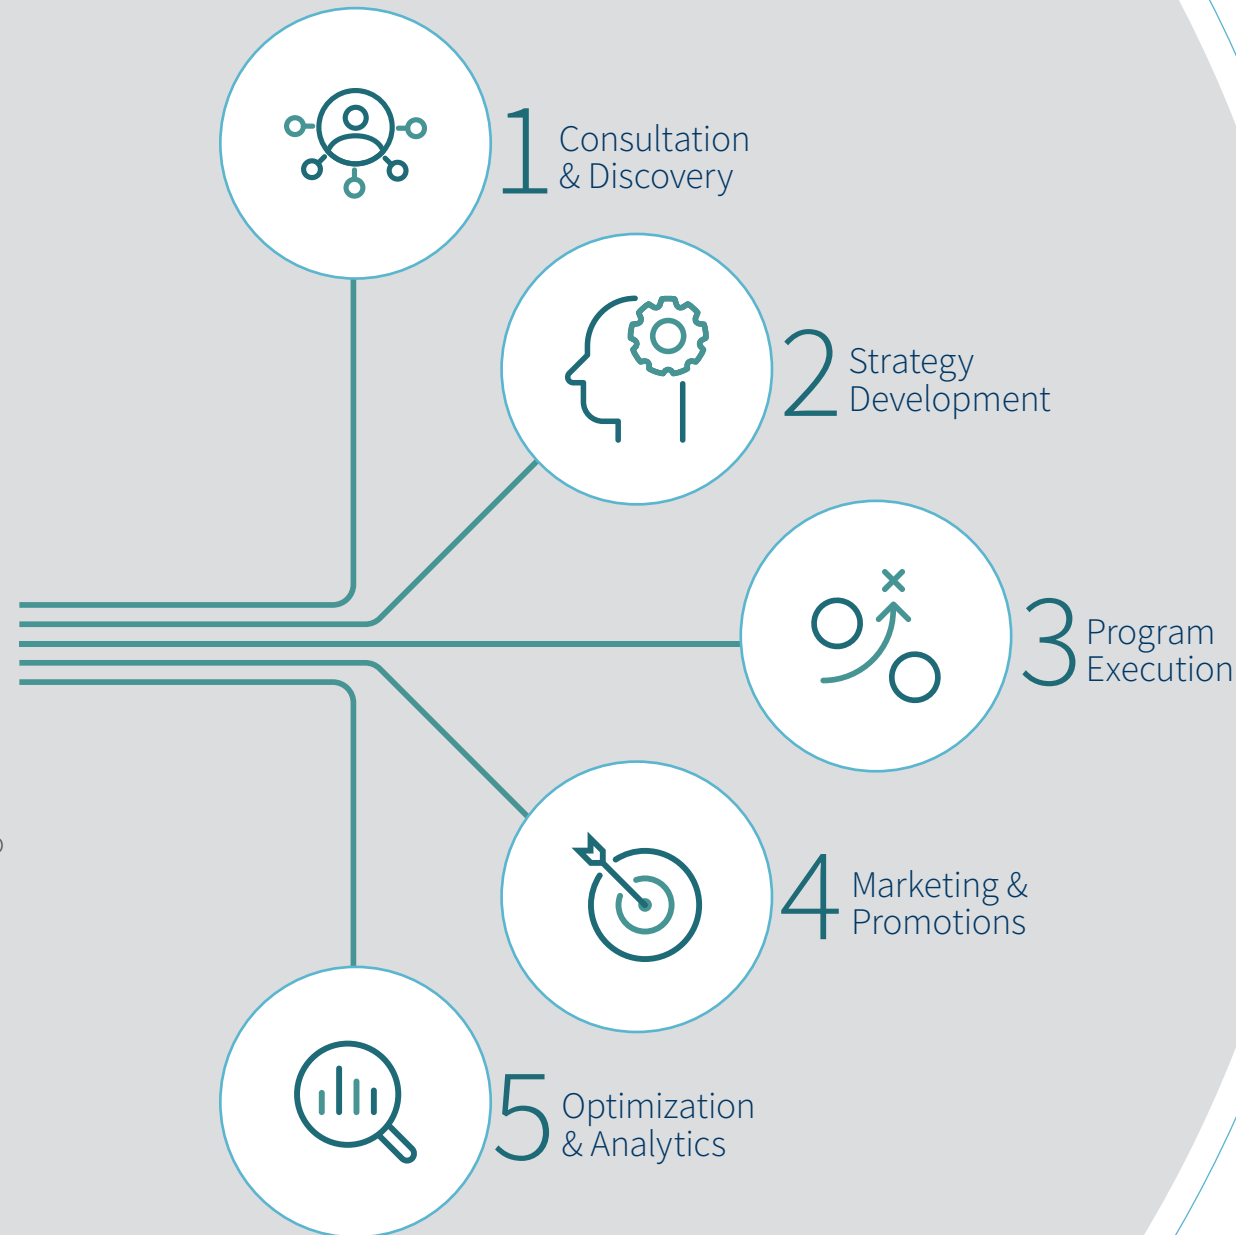 1 Consultation
& Discovery
2 Strategy
Development
3 Program
Execution
4 Marketing &
Promotions
5 Optimization
& Analytics